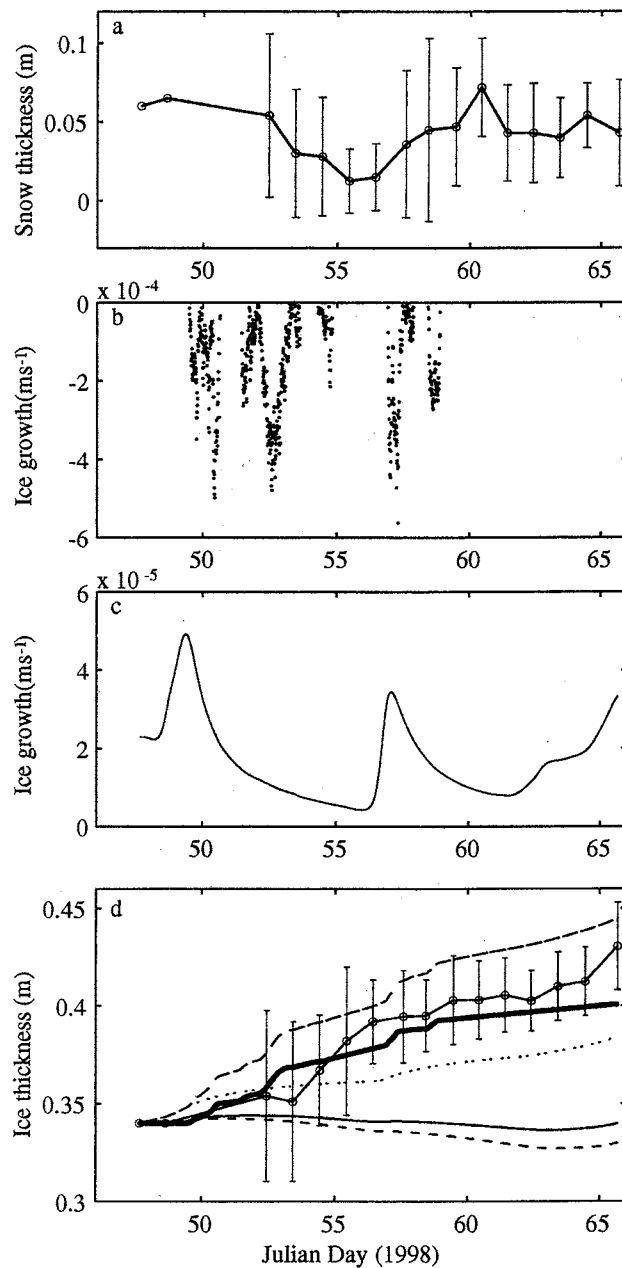 a
Snow thickness (m)
0.1
0.05
0
50 55 60 65
x 10⁻⁴
b
Ice growth(ms⁻¹)
0
-2
-4
-6
50 55 60 65
x 10⁻⁵
c
Ice growth(ms⁻¹)
6
4
2
0
50 55 60 65
d
Ice thickness (m)
0.45
0.4
0.35
0.3
50 55 60 65
Julian Day (1998)